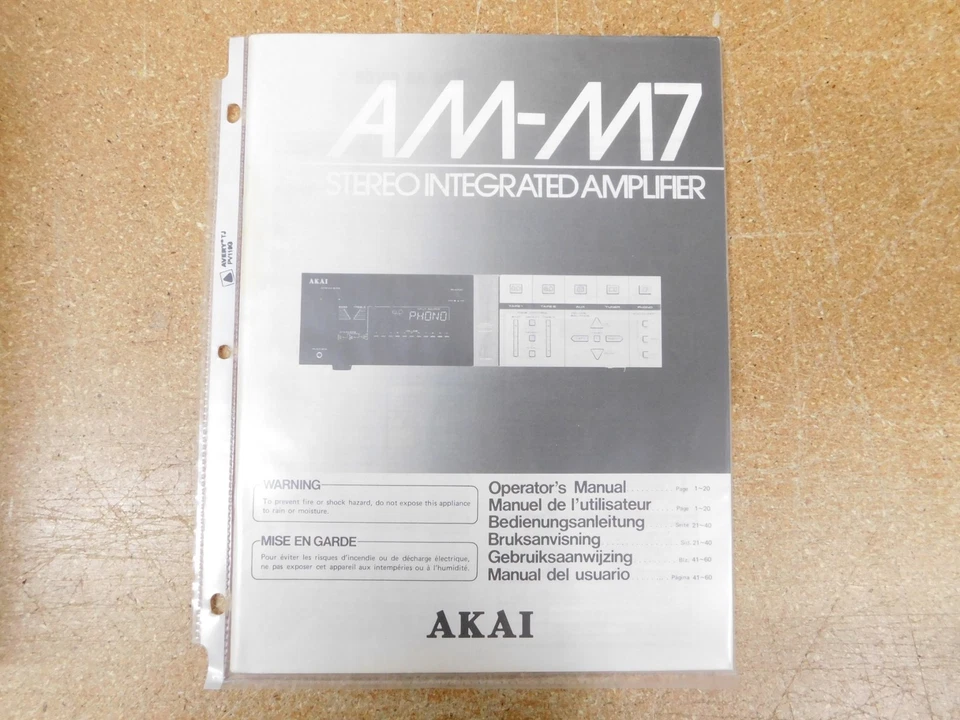 AM-M7
STEREO INTEGRATED AMPLIFIER
AVERY
AKAI
PHONO
WARNING
To prevent fire or shock hazard, do not expose this appliance
to rain or moisture.
MISE EN GARDE
Pour éviter les risques d'incendie ou de décharge électrique,
ne pas exposer cet appareil aux intempéries ou à l'humidité.
Operator's Manual ........ Page 1~20
Manuel de l'utilisateur ..... Page 1~20
Bedienungsanleitung ..... Seite 21~40
Bruksanvisning ........ Sid. 21~40
Gebruiksaanwijzing ....... Blz. 41~60
Manual del usuario ........ Página 41~60
AKAI